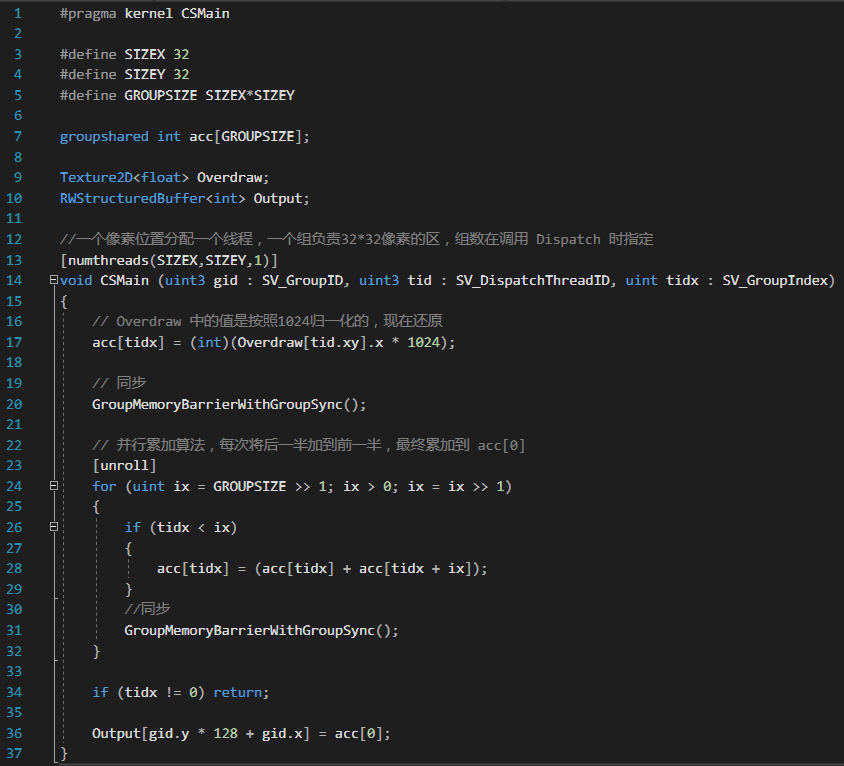 1 #pragma kernel CSMain
2
3 #define SIZEX 32
4 #define SIZEY 32
5 #define GROUPSIZE SIZEX*SIZEY
6
7 groupshared int acc[GROUPSIZE];
8
9 Texture2D<float> Overdraw;
10 RWStructuredBuffer<int> Output;
11
12 //一个像素位置分配一个线程，一个组负责32*32像素的区，组数在调用 Dispatch 时指定
13 [numthreads(SIZEX,SIZEY,1)]
14 void CSMain (uint3 gid : SV_GroupID, uint3 tid : SV_DispatchThreadID, uint tidx : SV_GroupIndex)
15 {
16 // Overdraw 中的值是按照1024归一化的，现在还原
17 acc[tidx] = (int)(Overdraw[tid.xy].x * 1024);
18
19 // 同步
20 GroupMemoryBarrierWithGroupSync();
21
22 // 并行累加算法，每次将后一半加到前一半，最终累加到 acc[0]
23 [unroll]
24 for (uint ix = GROUPSIZE >> 1; ix > 0; ix = ix >> 1)
25 {
26 if (tidx < ix)
27 {
28 acc[tidx] = (acc[tidx] + acc[tidx + ix]);
29 }
30 //同步
31 GroupMemoryBarrierWithGroupSync();
32 }
33
34 if (tidx != 0) return;
35
36 Output[gid.y * 128 + gid.x] = acc[0];
37 }